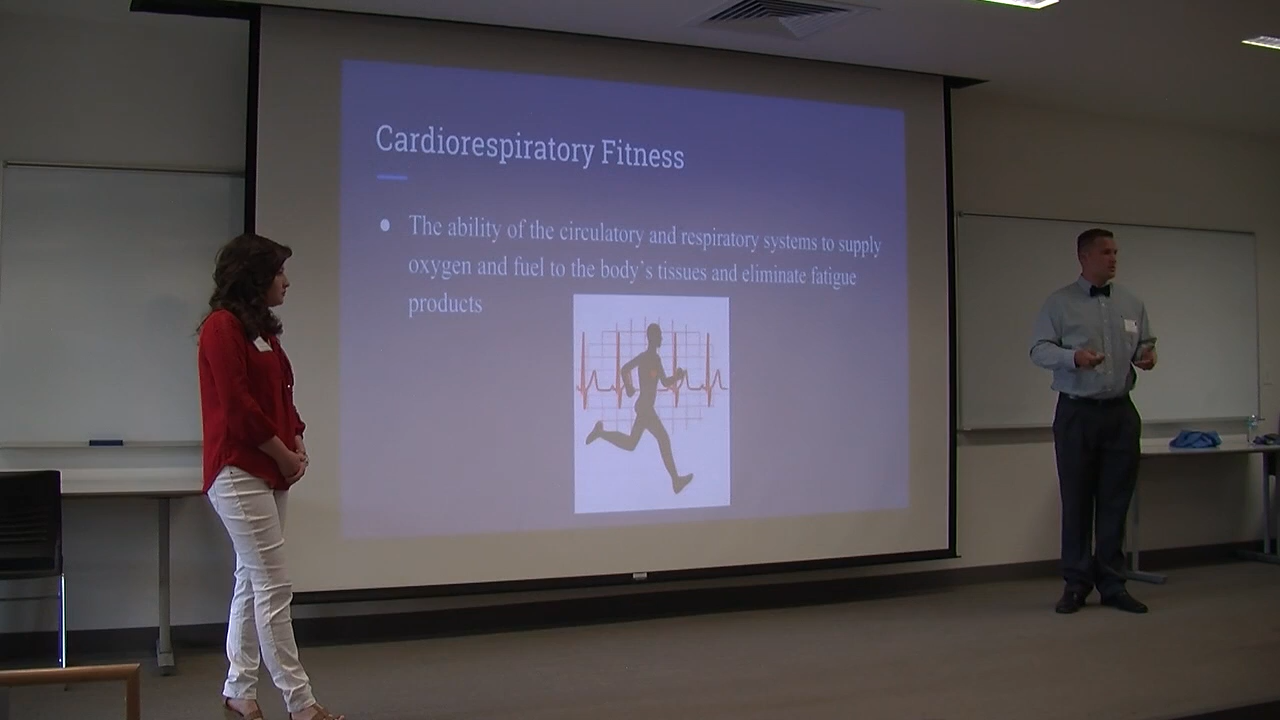 Cardiorespiratory Fitness
● The ability of the circulatory and respiratory systems to supply
oxygen and fuel to the body's tissues and eliminate fatigue
products